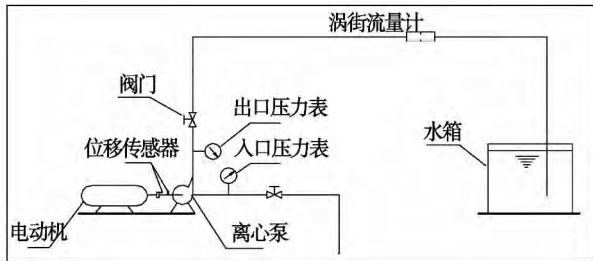 涡街流量计
阀门
出口压力表
位移传感器
入口压力表
水箱
电动机
离心泵